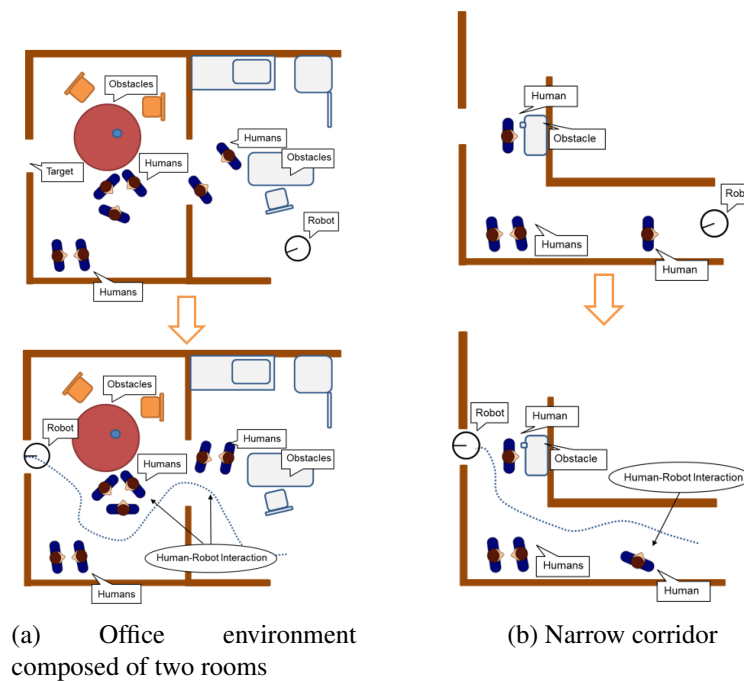 Obstacles
Humans
Target
Humans
Obstacles
Robot
Humans
Human
Obstacle
Rob
Humans
Human
Obstacles
Robot
Humans
Humans
Obstacles
Human-Robot Interaction
Humans
Robot
Human
Obstacle
Human-Robot Interaction
Humans
Human
(a) Office environment
composed of two rooms
(b) Narrow corridor